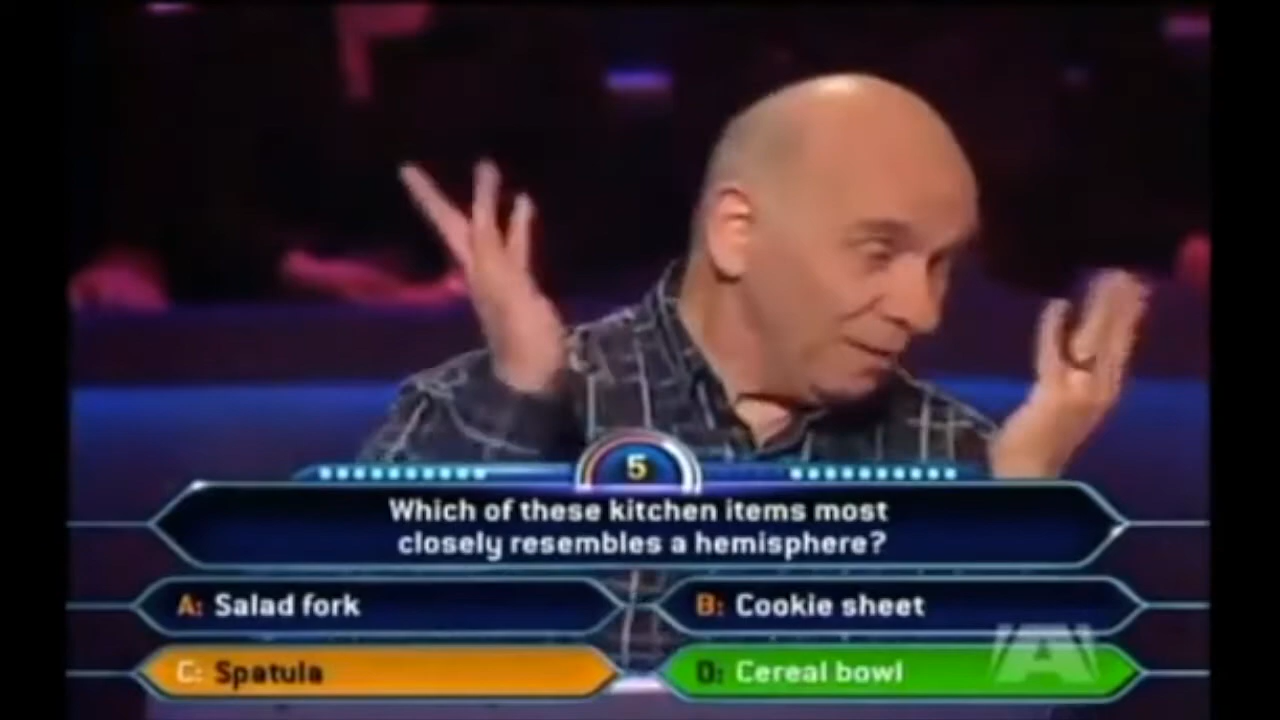 5
Which of these kitchen items most
closely resembles a hemisphere?
A: Salad fork
B: Cookie sheet
C: Spatula
D: Cereal bowl
A